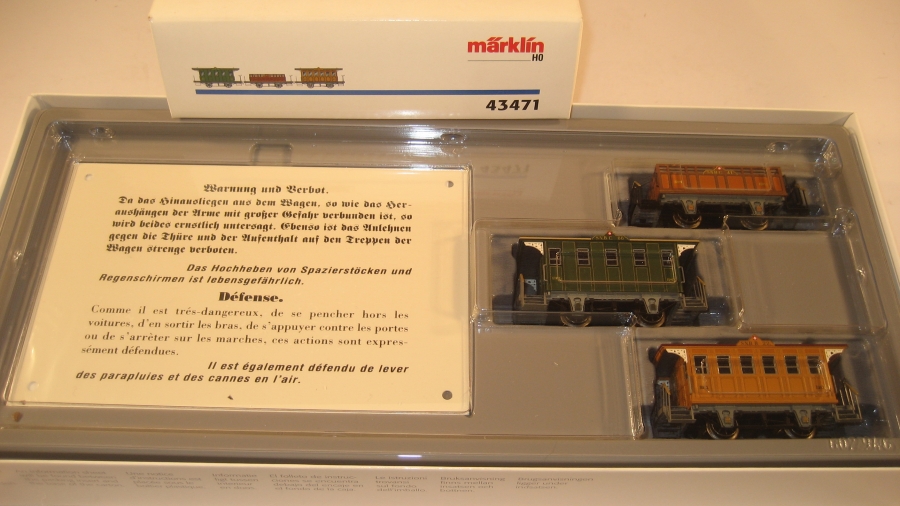 märklin
HO
43471
Warnung und Verbot.
Da das Hinausliegen aus dem Wagen, so wie das Her-
aushängen der Arme mit großer Gefahr verbunden ist, so
wird beides ernstlich untersagt. Ebenso ist das Anlehnen
gegen die Thüre und der Aufenthalt auf den Treppen der
Wagen strenge verboten.
Das Hochheben von Spazierstöcken und
Regenschirmen ist lebensgefährlich.
Défense.
Comme il est trés-dangereux, de se pencher hors les
voitures, d'en sortir les bras, de s'appuyer contre les portes
ou de s'arrêter sur les marches, ces actions sont expres-
sément défendues.
Il est également défendu de lever
des parapluies et des cannes en l'air.